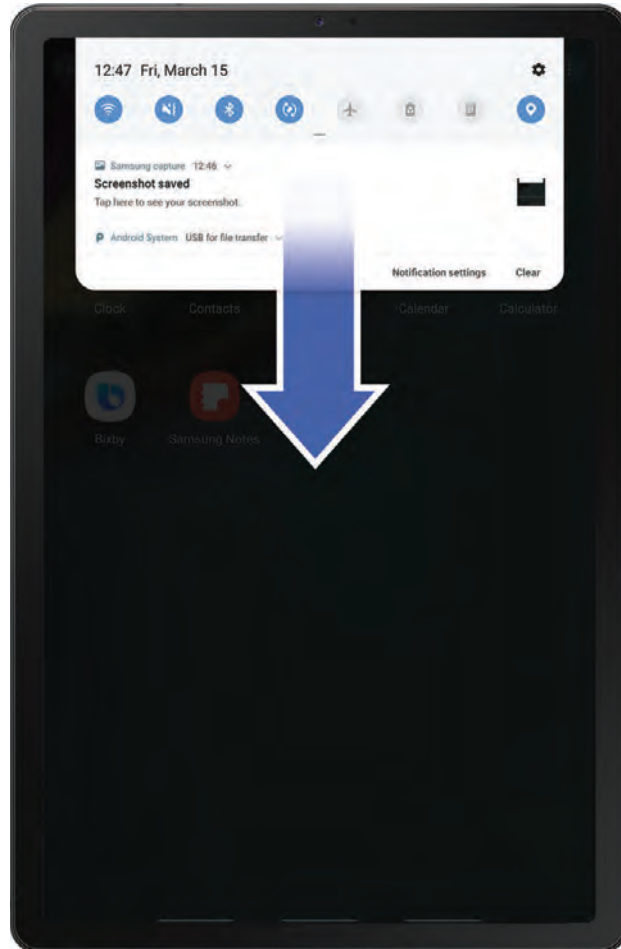 12:47 Fri, March 15
Samsung capture 12:46
Screenshot saved
Tap here to see your screenshot.
Android System USB for file transfer
Notification settings Clear
Clock Contacts Calendar Calculator
Bixby Samsung Notes